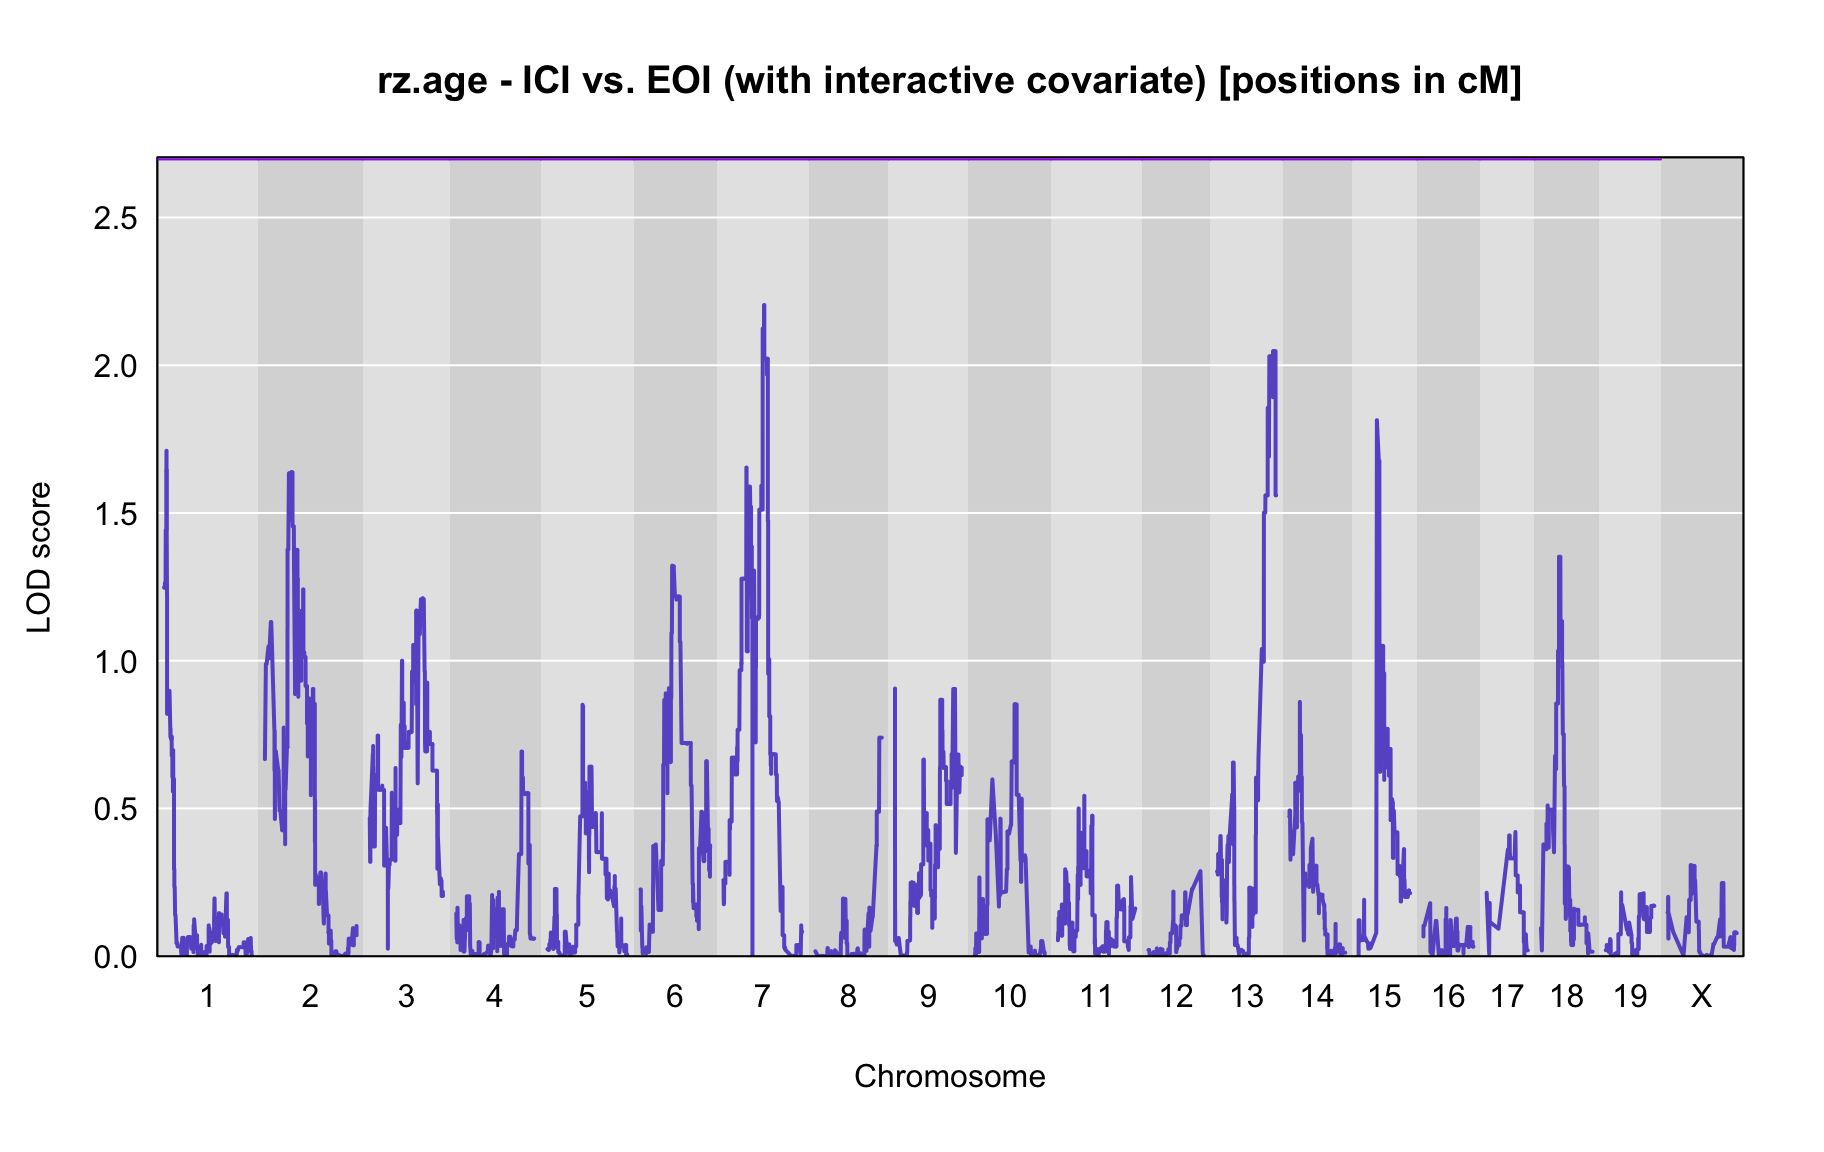 rz.age - ICI vs. EOI (with interactive covariate) [positions in cM]
2.5
2.0
1.5
1.0
0.5
0.0
LOD score
1 2 3 4 5 6 7 8 9 10 11 12 13 14 15 16 17 18 19 X
Chromosome